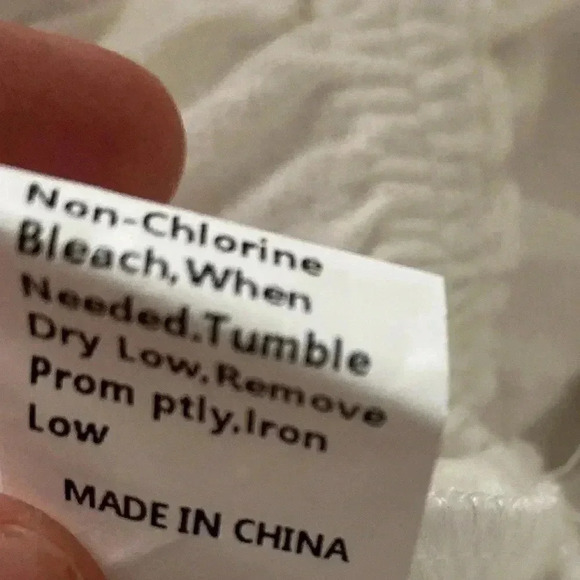 Non-Chlorine
Bleach,When
Needed.Tumble
Dry Low,Remove
Prom ptly,Iron
Low
MADE IN CHINA